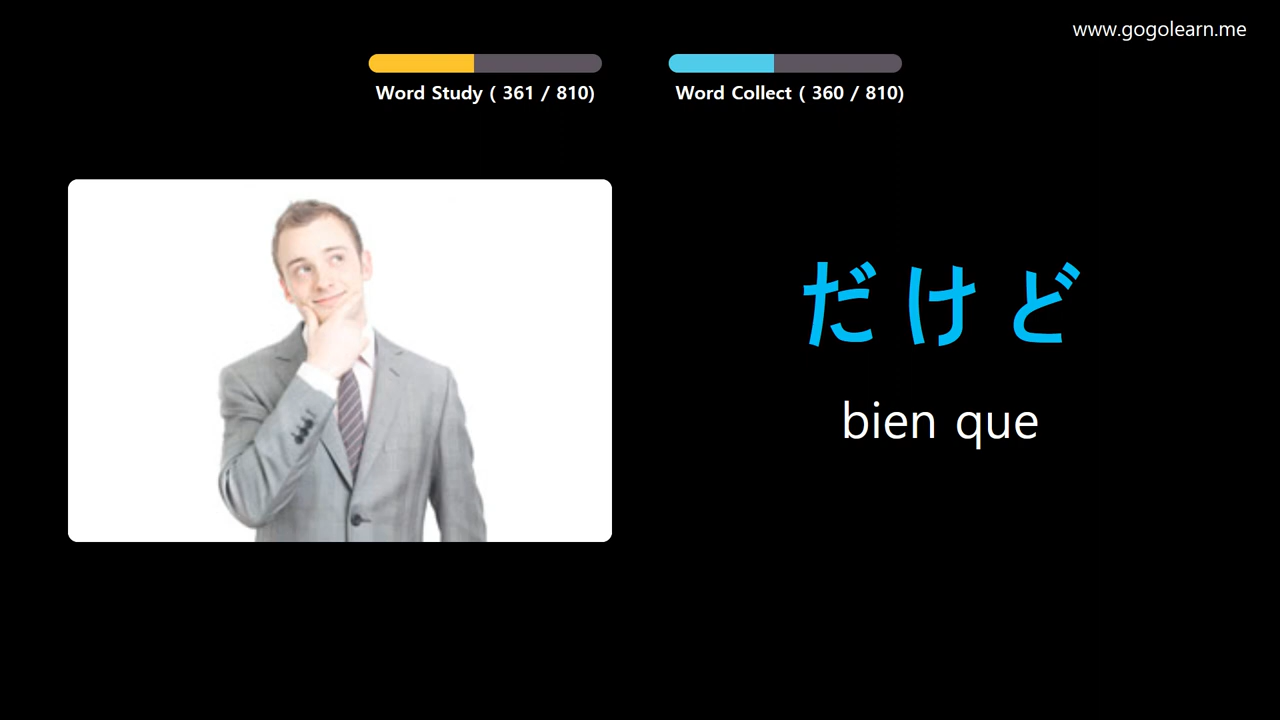 www.gogolearn.me
Word Study ( 361 / 810)
Word Collect ( 360 / 810)
だけど
bien que